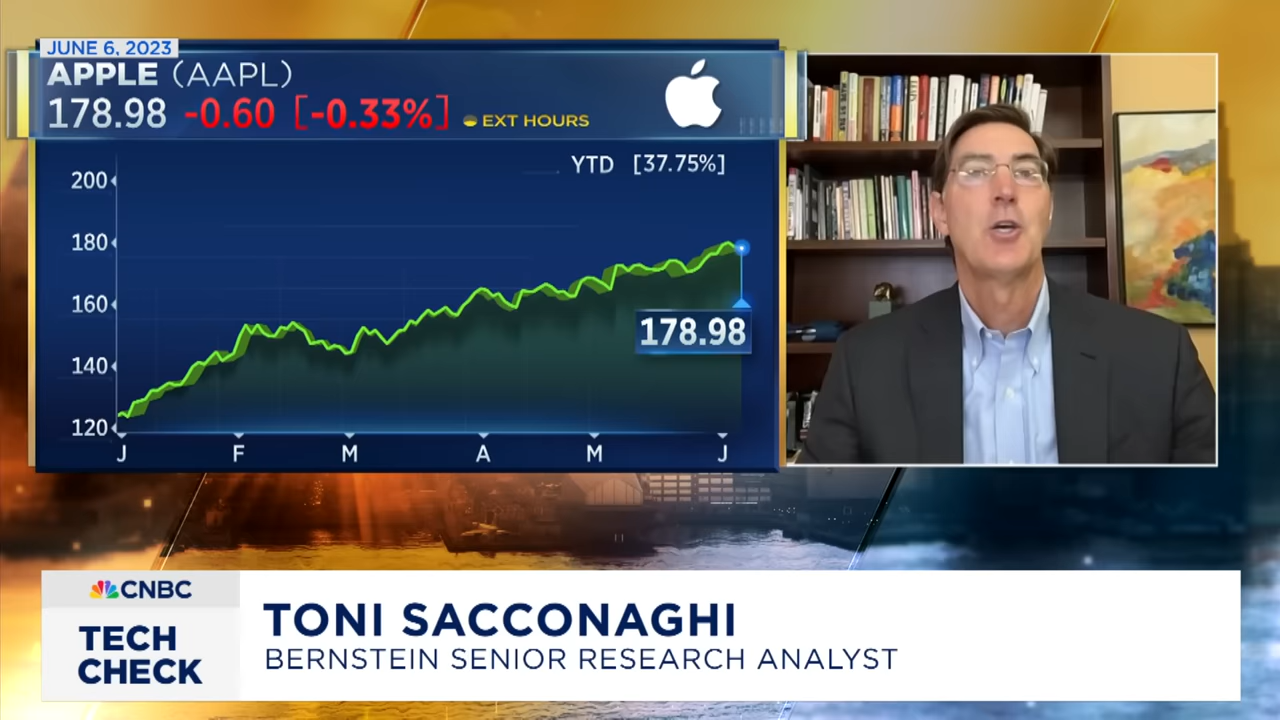 JUNE 6, 2023
APPLE (AAPL)
178.98 -0.60 [-0.33%] EXT HOURS
YTD [37.75%]
200
180
160
140
120
178.98
J F M A M J
CNBC
TECH
CHECK
TONI SACCONAGHI
BERNSTEIN SENIOR RESEARCH ANALYST